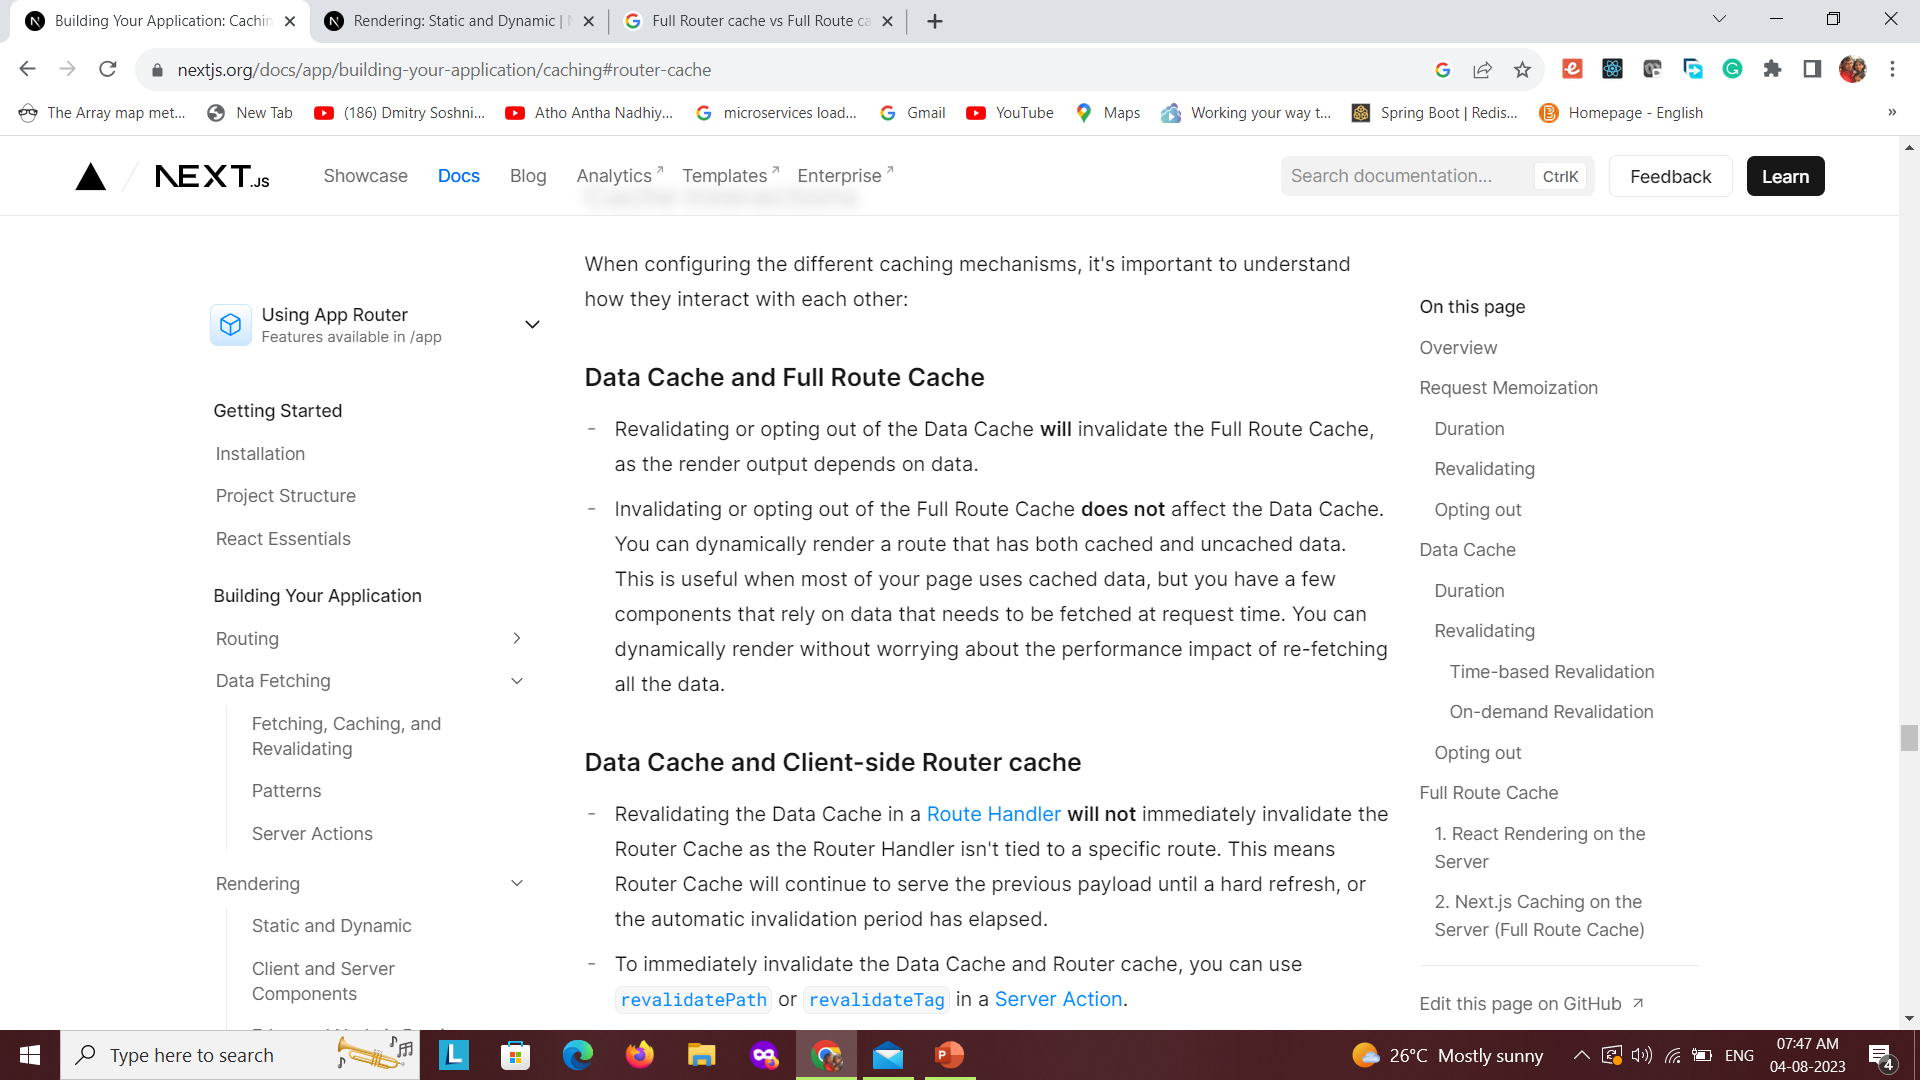 Building Your Application: Cachin
Rendering: Static and Dynamic |
Full Router cache vs Full Route ca
nextjs.org/docs/app/building-your-application/caching#router-cache
The Array map met...
New Tab
(186) Dmitry Soshni...
Atho Antha Nadhiy...
microservices load...
Gmail
YouTube
Maps
Working your way t...
Spring Boot | Redis...
Homepage - English
»
NEXT.JS
Showcase
Docs
Blog
Analytics
Templates
Enterprise
Search documentation...
CtrlK
Feedback
Learn
Cache Interactions
Using App Router
Features available in /app
Getting Started
Installation
Project Structure
React Essentials
Building Your Application
Routing
Data Fetching
Fetching, Caching, and
Revalidating
Patterns
Server Actions
Rendering
Static and Dynamic
Client and Server
Components
When configuring the different caching mechanisms, it's important to understand
how they interact with each other:
Data Cache and Full Route Cache
- Revalidating or opting out of the Data Cache will invalidate the Full Route Cache,
as the render output depends on data.
- Invalidating or opting out of the Full Route Cache does not affect the Data Cache.
You can dynamically render a route that has both cached and uncached data.
This is useful when most of your page uses cached data, but you have a few
components that rely on data that needs to be fetched at request time. You can
dynamically render without worrying about the performance impact of re-fetching
all the data.
Data Cache and Client-side Router cache
- Revalidating the Data Cache in a Route Handler will not immediately invalidate the
Router Cache as the Router Handler isn't tied to a specific route. This means
Router Cache will continue to serve the previous payload until a hard refresh, or
the automatic invalidation period has elapsed.
- To immediately invalidate the Data Cache and Router cache, you can use
revalidatePath or revalidateTag in a Server Action.
On this page
Overview
Request Memoization
Duration
Revalidating
Opting out
Data Cache
Duration
Revalidating
Time-based Revalidation
On-demand Revalidation
Opting out
Full Route Cache
1. React Rendering on the
Server
2. Next.js Caching on the
Server (Full Route Cache)
Edit this page on GitHub
Type here to search
26°C Mostly sunny
ENG
07:47 AM
04-08-2023
4